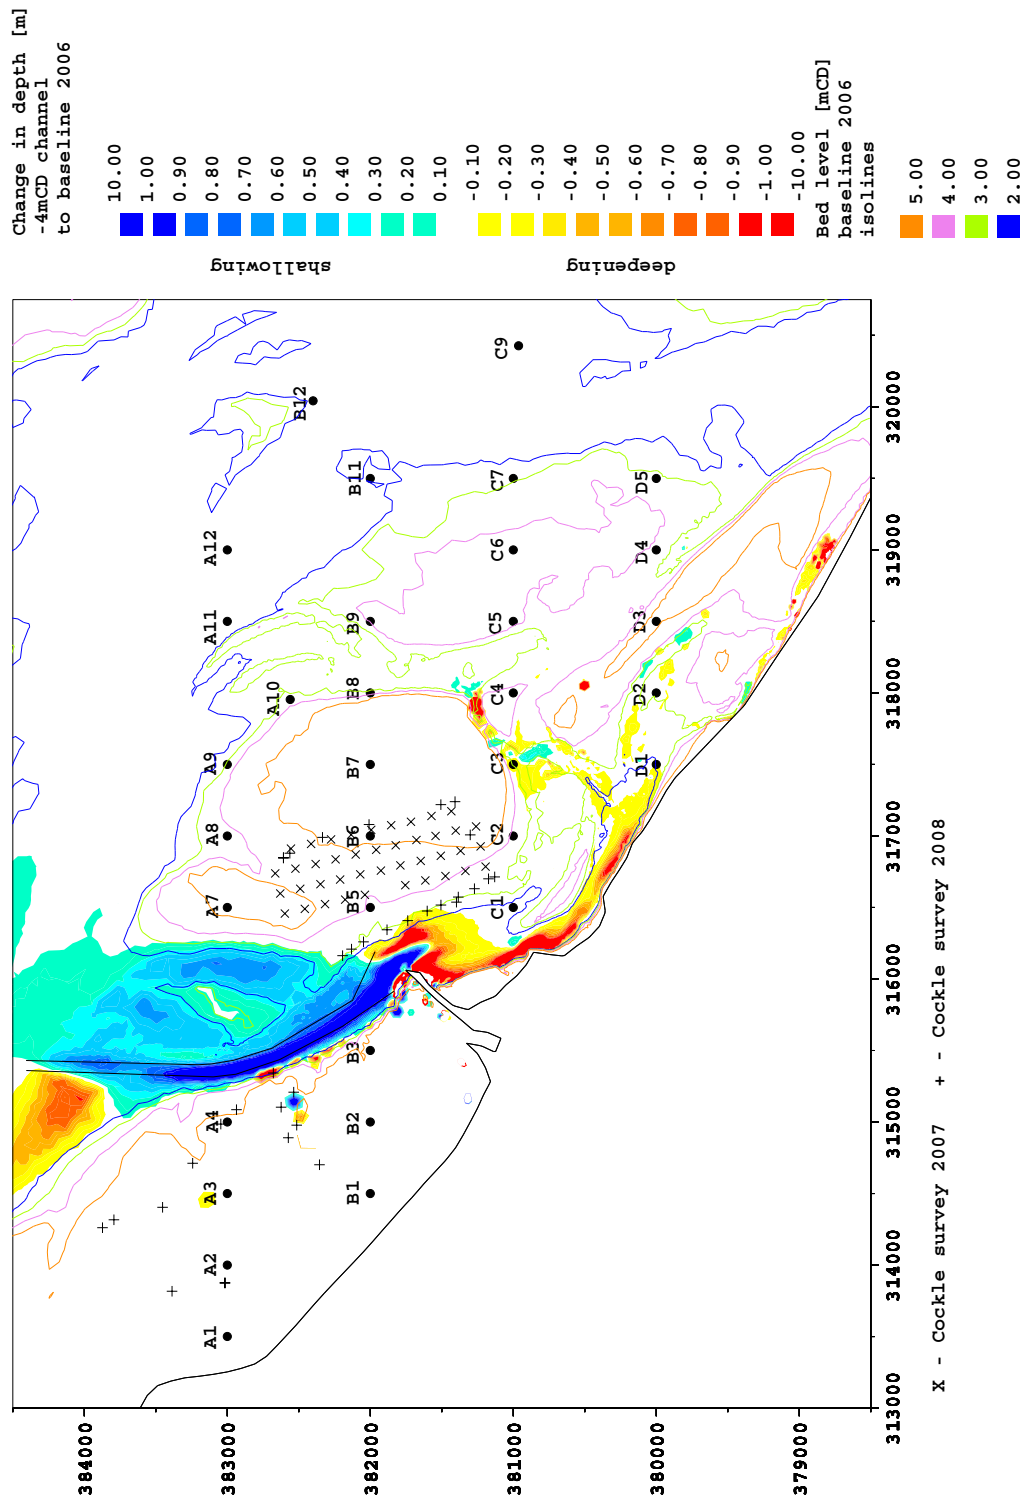 Change in depth [m]
-4mCD channel
to baseline 2006
10.00
1.00
0.90
0.80
0.70
0.60
0.50
0.40
0.30
0.20
0.10
shallowing
-0.10
-0.20
-0.30
-0.40
-0.50
-0.60
-0.70
-0.80
-0.90
-1.00
-10.00
deepening
Bed level [mCD]
baseline 2006
isolines
5.00
4.00
3.00
2.00
A1
A2
A3
A4
A7
A8
A9
A10
A11
A12
B1
B2
B3
B5
B6
B7
B8
B9
B11
B12
C1
C2
C3
C4
C5
C6
C7
C9
D1
D2
D3
D4
D5
384000
383000
382000
381000
380000
379000
313000
314000
315000
316000
317000
318000
319000
320000
X - Cockle survey 2007 + - Cockle survey 2008